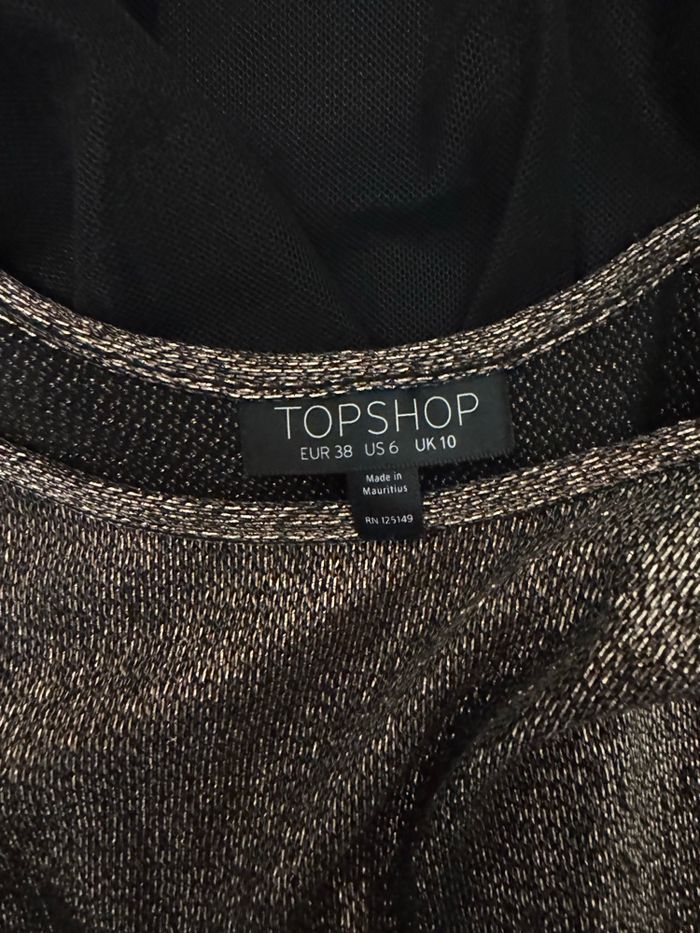 TOPSHOP
EUR 38 US 6 UK 10
Made in
Mauritius
RN 125149